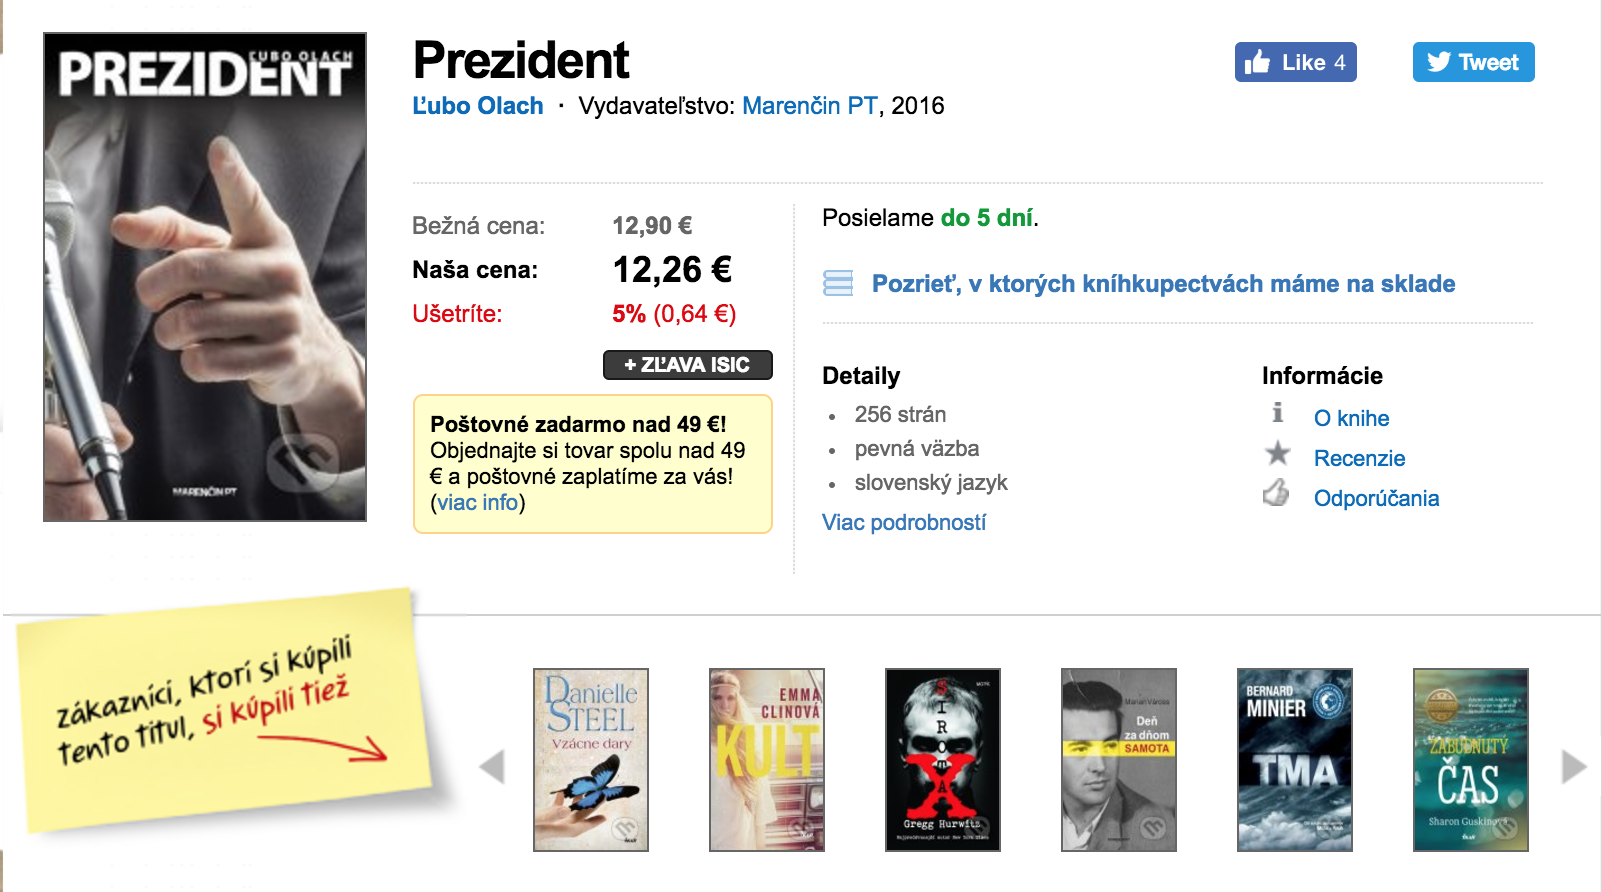 ĽUBO OLACH
PREZIDENT
MARENČIN PT
Prezident
Ľubo Olach · Vydavateľstvo: Marenčin PT, 2016
Like 4
Tweet
Bežná cena: 12,90 €
Naša cena: 12,26 €
Ušetríte: 5% (0,64 €)
+ ZĽAVA ISIC
Poštovné zadarmo nad 49 €!
Objednajte si tovar spolu nad 49
€ a poštovné zaplatíme za vás!
(viac info)
Posielame do 5 dní.
Pozrieť, v ktorých kníhkupectvách máme na sklade
Detaily
• 256 strán
• pevná väzba
• slovenský jazyk
Viac podrobností
Informácie
O knihe
Recenzie
Odporúčania
zákazníci, ktorí si kúpili
tento titul, si kúpili tiež
Danielle
STEEL
Vzácne dary
EMMA
CLINOVÁ
KULT
SIROTA
X
Gregg Hurwitz
Deň
za dňom
SAMOTA
BERNARD
MINIER
TMA
ZABUDNUTÝ
ČAS
Sharon Guskinová